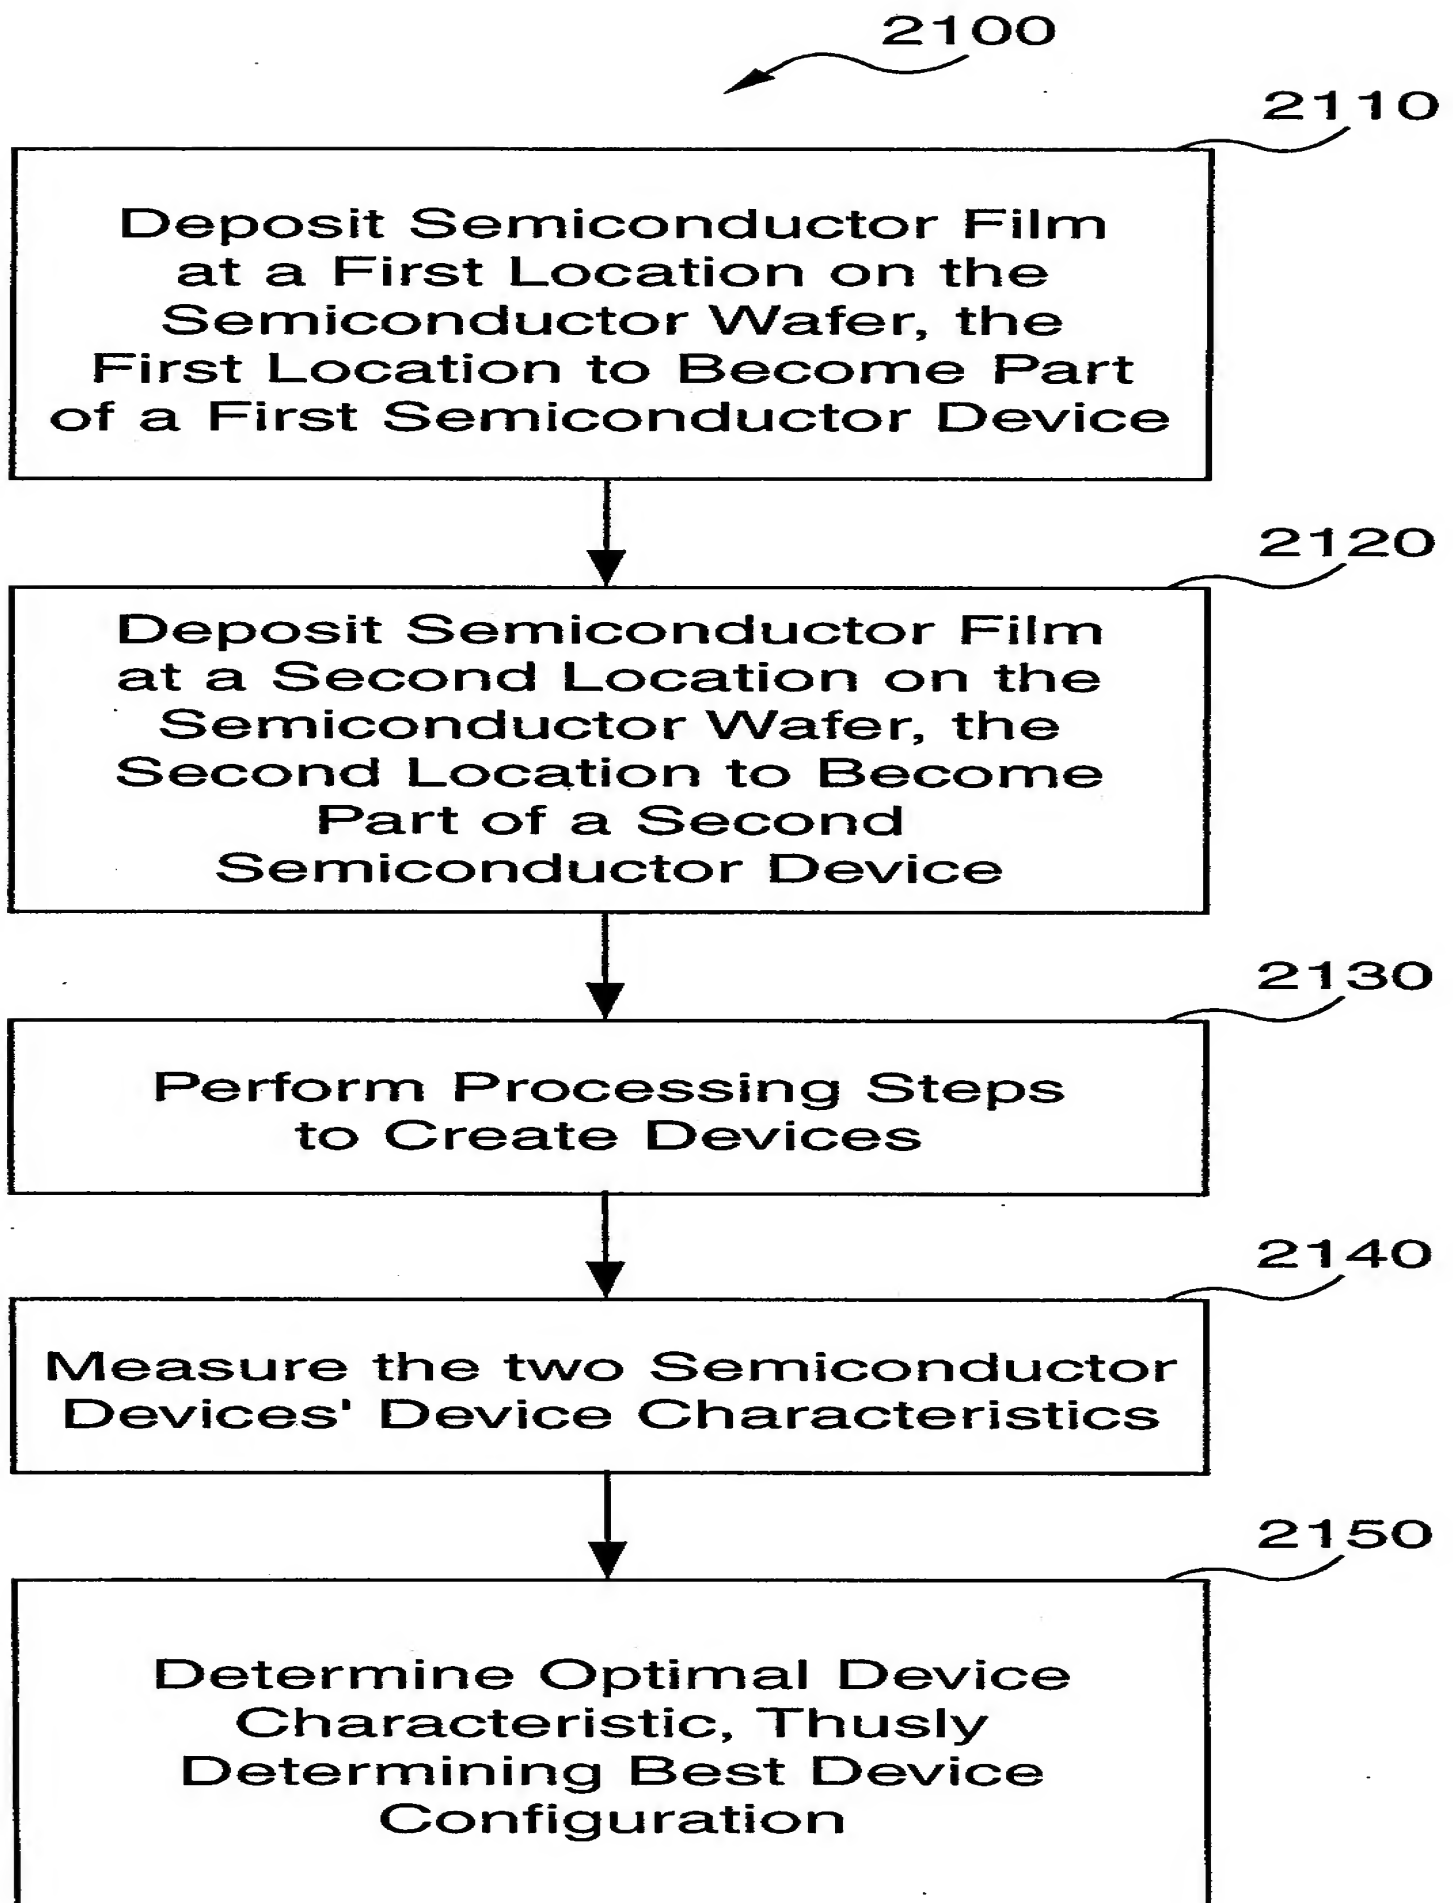 2100
2110
Deposit Semiconductor Film
at a First Location on the
Semiconductor Wafer, the
First Location to Become Part
of a First Semiconductor Device
2120
Deposit Semiconductor Film
at a Second Location on the
Semiconductor Wafer, the
Second Location to Become
Part of a Second
Semiconductor Device
2130
Perform Processing Steps
to Create Devices
2140
Measure the two Semiconductor
Devices' Device Characteristics
2150
Determine Optimal Device
Characteristic, Thusly
Determining Best Device
Configuration